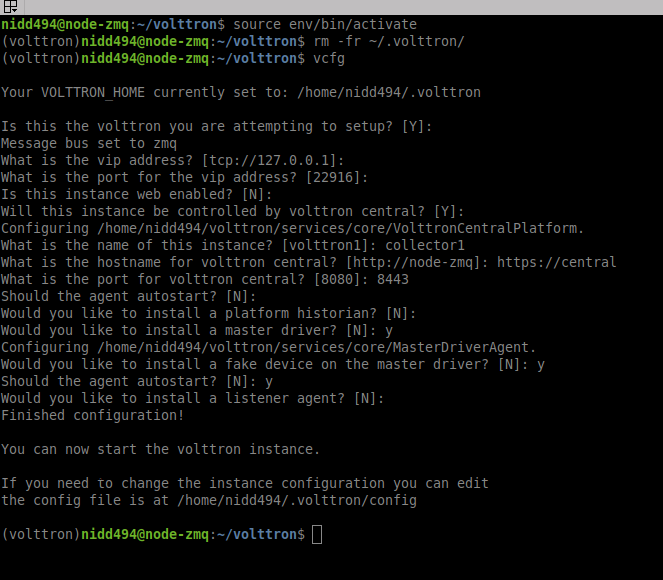 nidd494@node-zmq:~/volttron$ source env/bin/activate
(volttron)nidd494@node-zmq:~/volttron$ rm -fr ~/.volttron/
(volttron)nidd494@node-zmq:~/volttron$ vcfg

Your VOLTTRON_HOME currently set to: /home/nidd494/.volttron

Is this the volttron you are attempting to setup? [Y]:
Message bus set to zmq
What is the vip address? [tcp://127.0.0.1]:
What is the port for the vip address? [22916]:
Is this instance web enabled? [N]:
Will this instance be controlled by volttron central? [Y]:
Configuring /home/nidd494/volttron/services/core/VolttronCentralPlatform.
What is the name of this instance? [volttron1]: collector1
What is the hostname for volttron central? [http://node-zmq]: https://central
What is the port for volttron central? [8080]: 8443
Should the agent autostart? [N]:
Would you like to install a platform historian? [N]:
Would you like to install a master driver? [N]: y
Configuring /home/nidd494/volttron/services/core/MasterDriverAgent.
Would you like to install a fake device on the master driver? [N]: y
Should the agent autostart? [N]: y
Would you like to install a listener agent? [N]:
Finished configuration!

You can now start the volttron instance.

If you need to change the instance configuration you can edit
the config file is at /home/nidd494/.volttron/config

(volttron)nidd494@node-zmq:~/volttron$